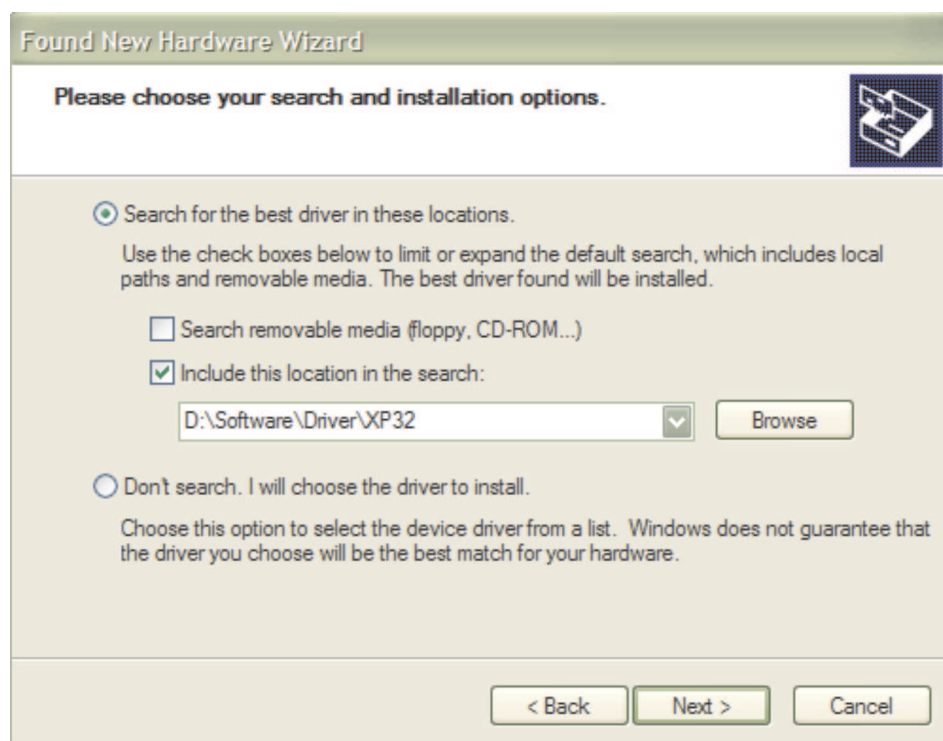 Found New Hardware Wizard
Please choose your search and installation options.
Search for the best driver in these locations.
Use the check boxes below to limit or expand the default search, which includes local
paths and removable media. The best driver found will be installed.
Search removable media (floppy, CD-ROM...)
Include this location in the search:
D:\Software\Driver\XP32
Browse
Don't search. I will choose the driver to install.
Choose this option to select the device driver from a list. Windows does not guarantee that
the driver you choose will be the best match for your hardware.
< Back Next > Cancel